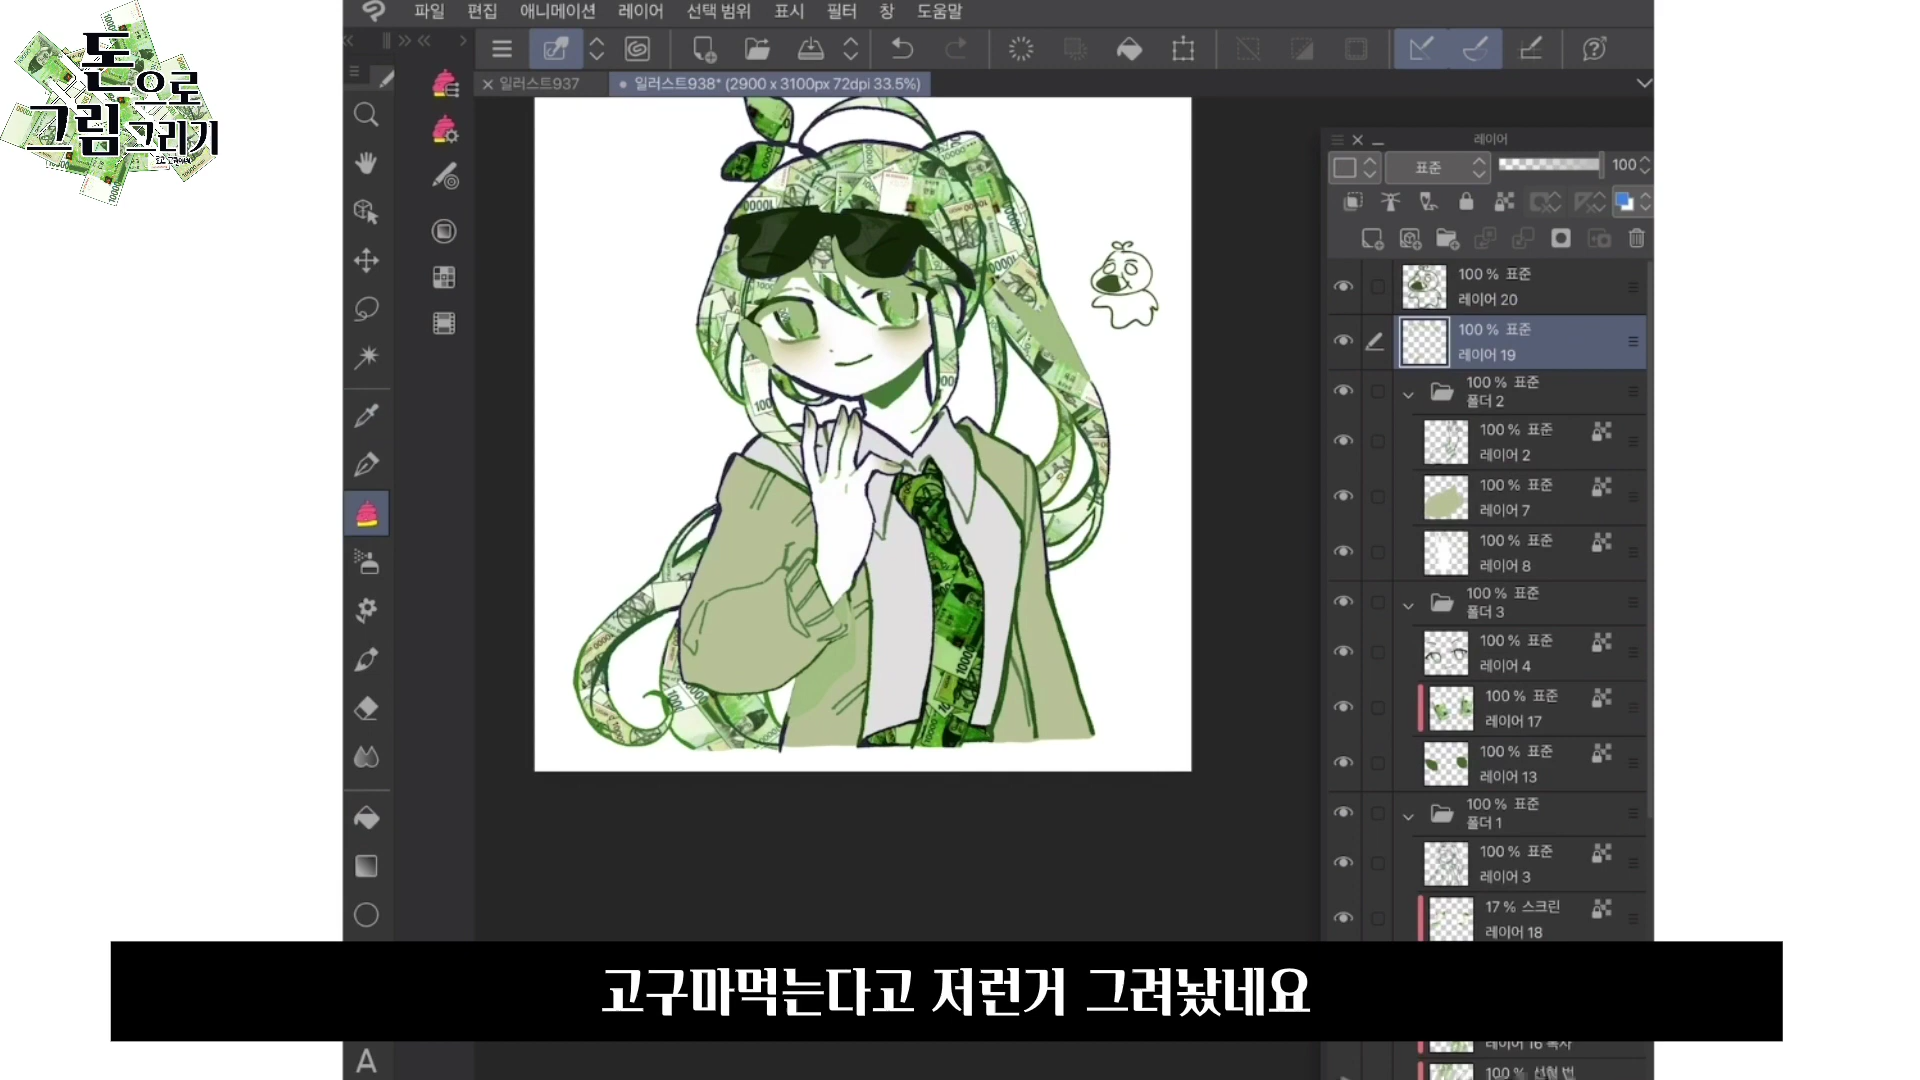 돈으로
그림그리기
파일 편집 애니메이션 레이어 선택 범위 표시 필터 창 도움말
일러스트937
일러스트938* (2900 x 3100px 72dpi 33.5%)
레이어
표준
100
100 % 표준
레이어 20
100 % 표준
레이어 19
100 % 표준
폴더 2
100 % 표준
레이어 2
100 % 표준
레이어 7
100 % 표준
레이어 8
100 % 표준
폴더 3
100 % 표준
레이어 4
100 % 표준
레이어 17
100 % 표준
레이어 13
100 % 표준
폴더 1
100 % 표준
레이어 3
17 % 스크린
레이어 18
고구마먹는다고 저런거 그려놨네요
레이어 16 복사
100 %
A